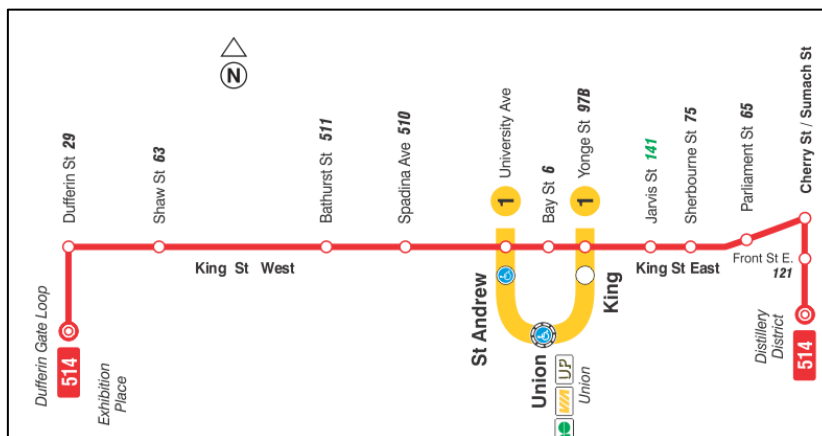 N
Dufferin St 29
Shaw St 63
Bathurst St 511
Spadina Ave 510
University Ave
Bay St 6
Yonge St 97B
Jarvis St 141
Sherbourne St 75
Parliament St 65
Cherry St / Sumach St
1
1
King St West
King St East
Front St E.
121
St Andrew
King
Union
UP
VIA
Union
Dufferin Gate Loop
514
Exhibition
Place
Distillery
District
514